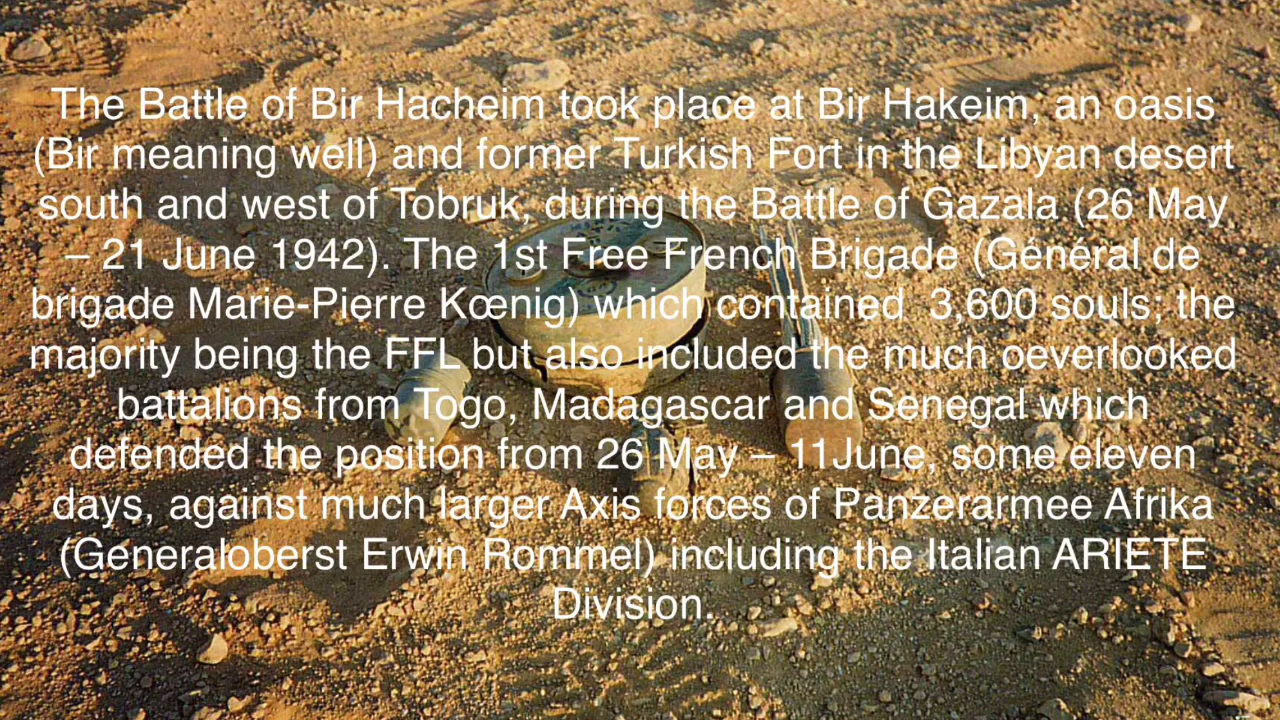 The Battle of Bir Hacheim took place at Bir Hakeim, an oasis
(Bir meaning well) and former Turkish Fort in the Libyan desert
south and west of Tobruk, during the Battle of Gazala (26 May
– 21 June 1942). The 1st Free French Brigade (Général de
brigade Marie-Pierre Kœnig) which contained  3,600 souls; the
majority being the FFL but also included the much oeverlooked
battalions from Togo, Madagascar and Senegal which
defended the position from 26 May – 11June, some eleven
days, against much larger Axis forces of Panzerarmee Afrika
(Generaloberst Erwin Rommel) including the Italian ARIETE
Division.